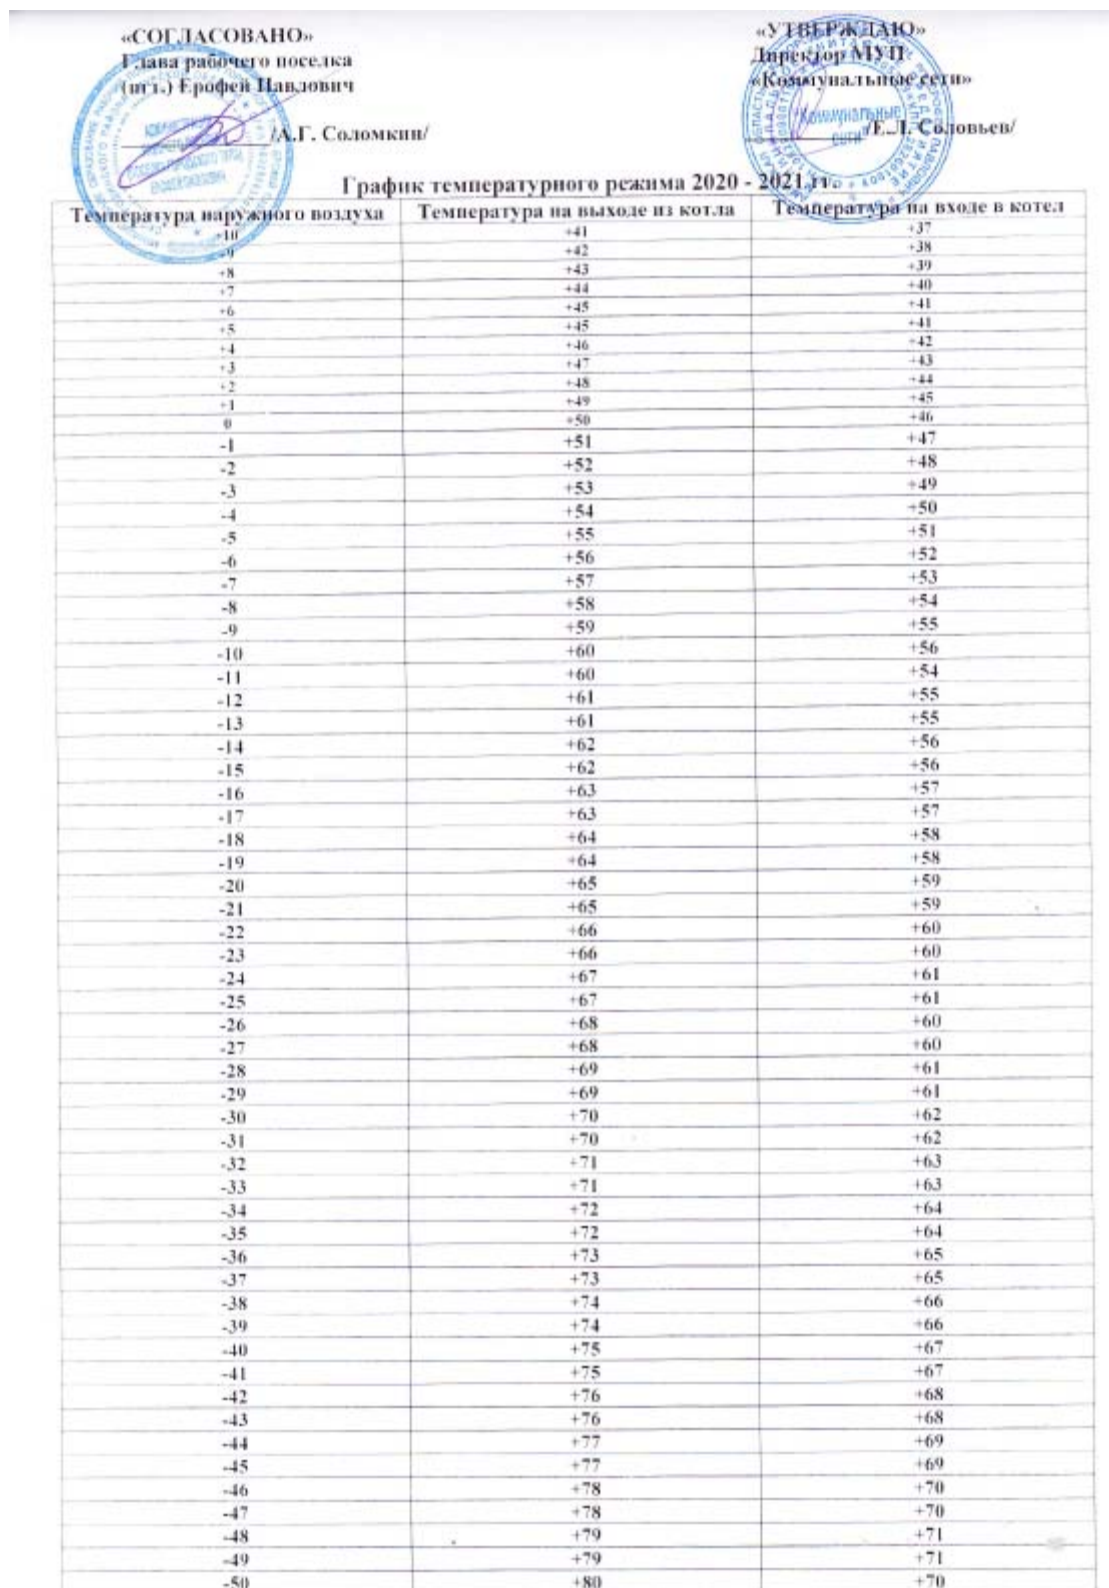 «СОГЛАСОВАНО»
Глава рабочего поселка
(пгт.) Ерофей Павлович
/А.Г. Соломкин/
«УТВЕРЖДАЮ»
Директор МУП
«Коммунальные сети»
/Е.Л. Соловьев/
"Коммунальные
сети"
График температурного режима 2020 - 2021 гг.
Температура наружного воздуха Температура на выходе из котла Температура на входе в котел
+10 +41 +37
+9 +42 +38
+8 +43 +39
+7 +44 +40
+6 +45 +41
+5 +45 +41
+4 +46 +42
+3 +47 +43
+2 +48 +44
+1 +49 +45
0 +50 +46
-1 +51 +47
-2 +52 +48
-3 +53 +49
-4 +54 +50
-5 +55 +51
-6 +56 +52
-7 +57 +53
-8 +58 +54
-9 +59 +55
-10 +60 +56
-11 +60 +54
-12 +61 +55
-13 +61 +55
-14 +62 +56
-15 +62 +56
-16 +63 +57
-17 +63 +57
-18 +64 +58
-19 +64 +58
-20 +65 +59
-21 +65 +59
-22 +66 +60
-23 +66 +60
-24 +67 +61
-25 +67 +61
-26 +68 +60
-27 +68 +60
-28 +69 +61
-29 +69 +61
-30 +70 +62
-31 +70 +62
-32 +71 +63
-33 +71 +63
-34 +72 +64
-35 +72 +64
-36 +73 +65
-37 +73 +65
-38 +74 +66
-39 +74 +66
-40 +75 +67
-41 +75 +67
-42 +76 +68
-43 +76 +68
-44 +77 +69
-45 +77 +69
-46 +78 +70
-47 +78 +70
-48 +79 +71
-49 +79 +71
-50 +80 +70